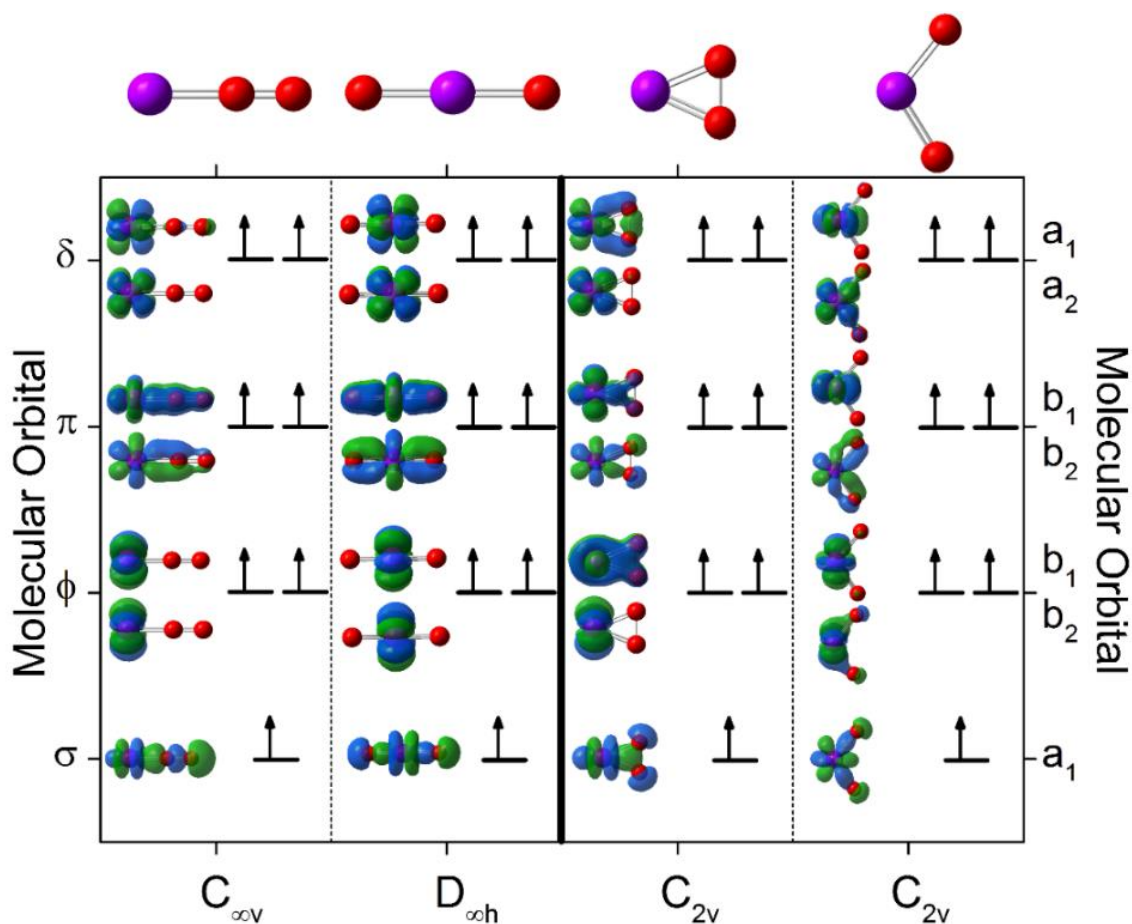 δ
π
ϕ
σ
Molecular Orbital
a₁
a₂
b₁
b₂
b₁
b₂
a₁
Molecular Orbital
C∞v
D∞h
C2v
C2v